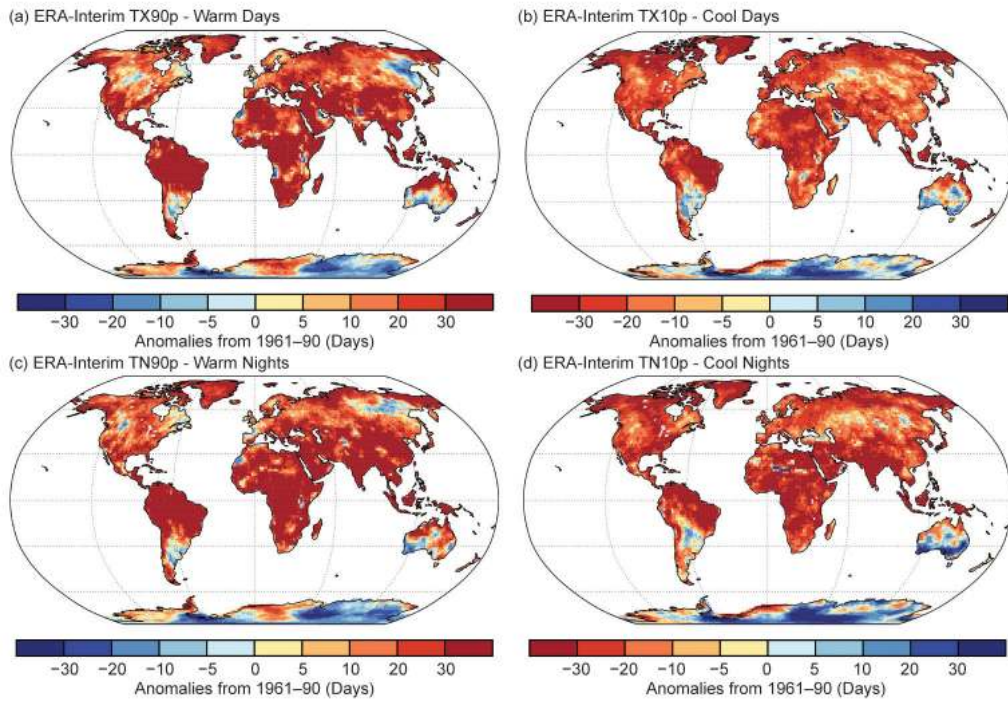 (a) ERA-Interim TX90p - Warm Days
−30 −20 −10 −5 0 5 10 20 30
Anomalies from 1961–90 (Days)
(b) ERA-Interim TX10p - Cool Days
−30 −20 −10 −5 0 5 10 20 30
Anomalies from 1961–90 (Days)
(c) ERA-Interim TN90p - Warm Nights
−30 −20 −10 −5 0 5 10 20 30
Anomalies from 1961–90 (Days)
(d) ERA-Interim TN10p - Cool Nights
−30 −20 −10 −5 0 5 10 20 30
Anomalies from 1961–90 (Days)